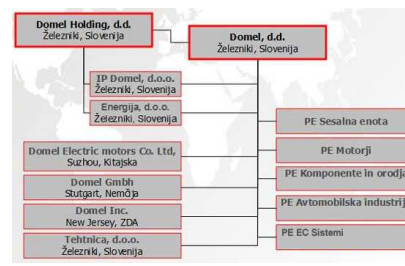 Domel Holding, d.d.
Železniki, Slovenija
Domel, d.d.
Železniki, Slovenija
IP Domel, d.o.o.
Železniki, Slovenija
Energija, d.o.o.
Železniki, Slovenija
Domel Electric motors Co. Ltd,
Suzhou, Kitajska
Domel Gmbh
Stutgart, Nemčija
Domel Inc.
New Jersey, ZDA
Tehtnica, d.o.o.
Železniki, Slovenija
PE Sesalna enota
PE Motorji
PE Komponente in orodja
PE Avtomobilska industrij
PE EC Sistemi